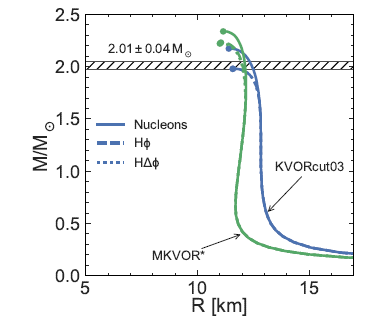 2.5
2.01 ± 0.04 M⊙
2.0
Nucleons
1.5
Hϕ
HΔϕ
M/M⊙
KVORcut03
1.0
0.5
MKVOR*
0.0
5
10
15
R [km]